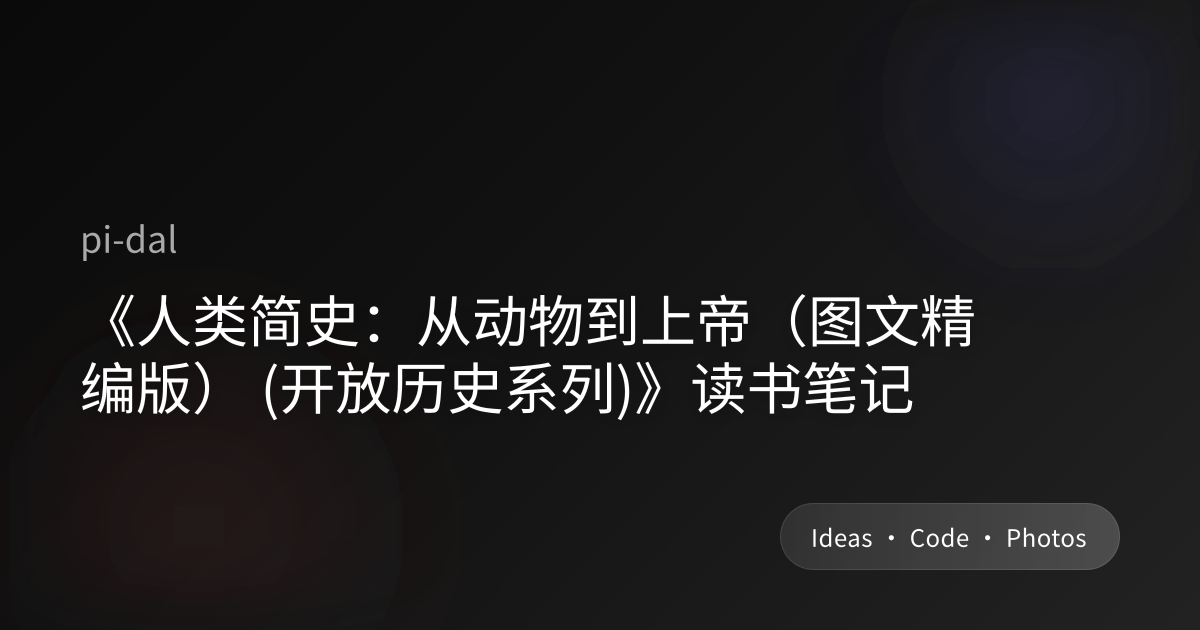 pi-dal
《人类简史：从动物到上帝（图文精
编版） (开放历史系列)》读书笔记
Ideas • Code • Photos